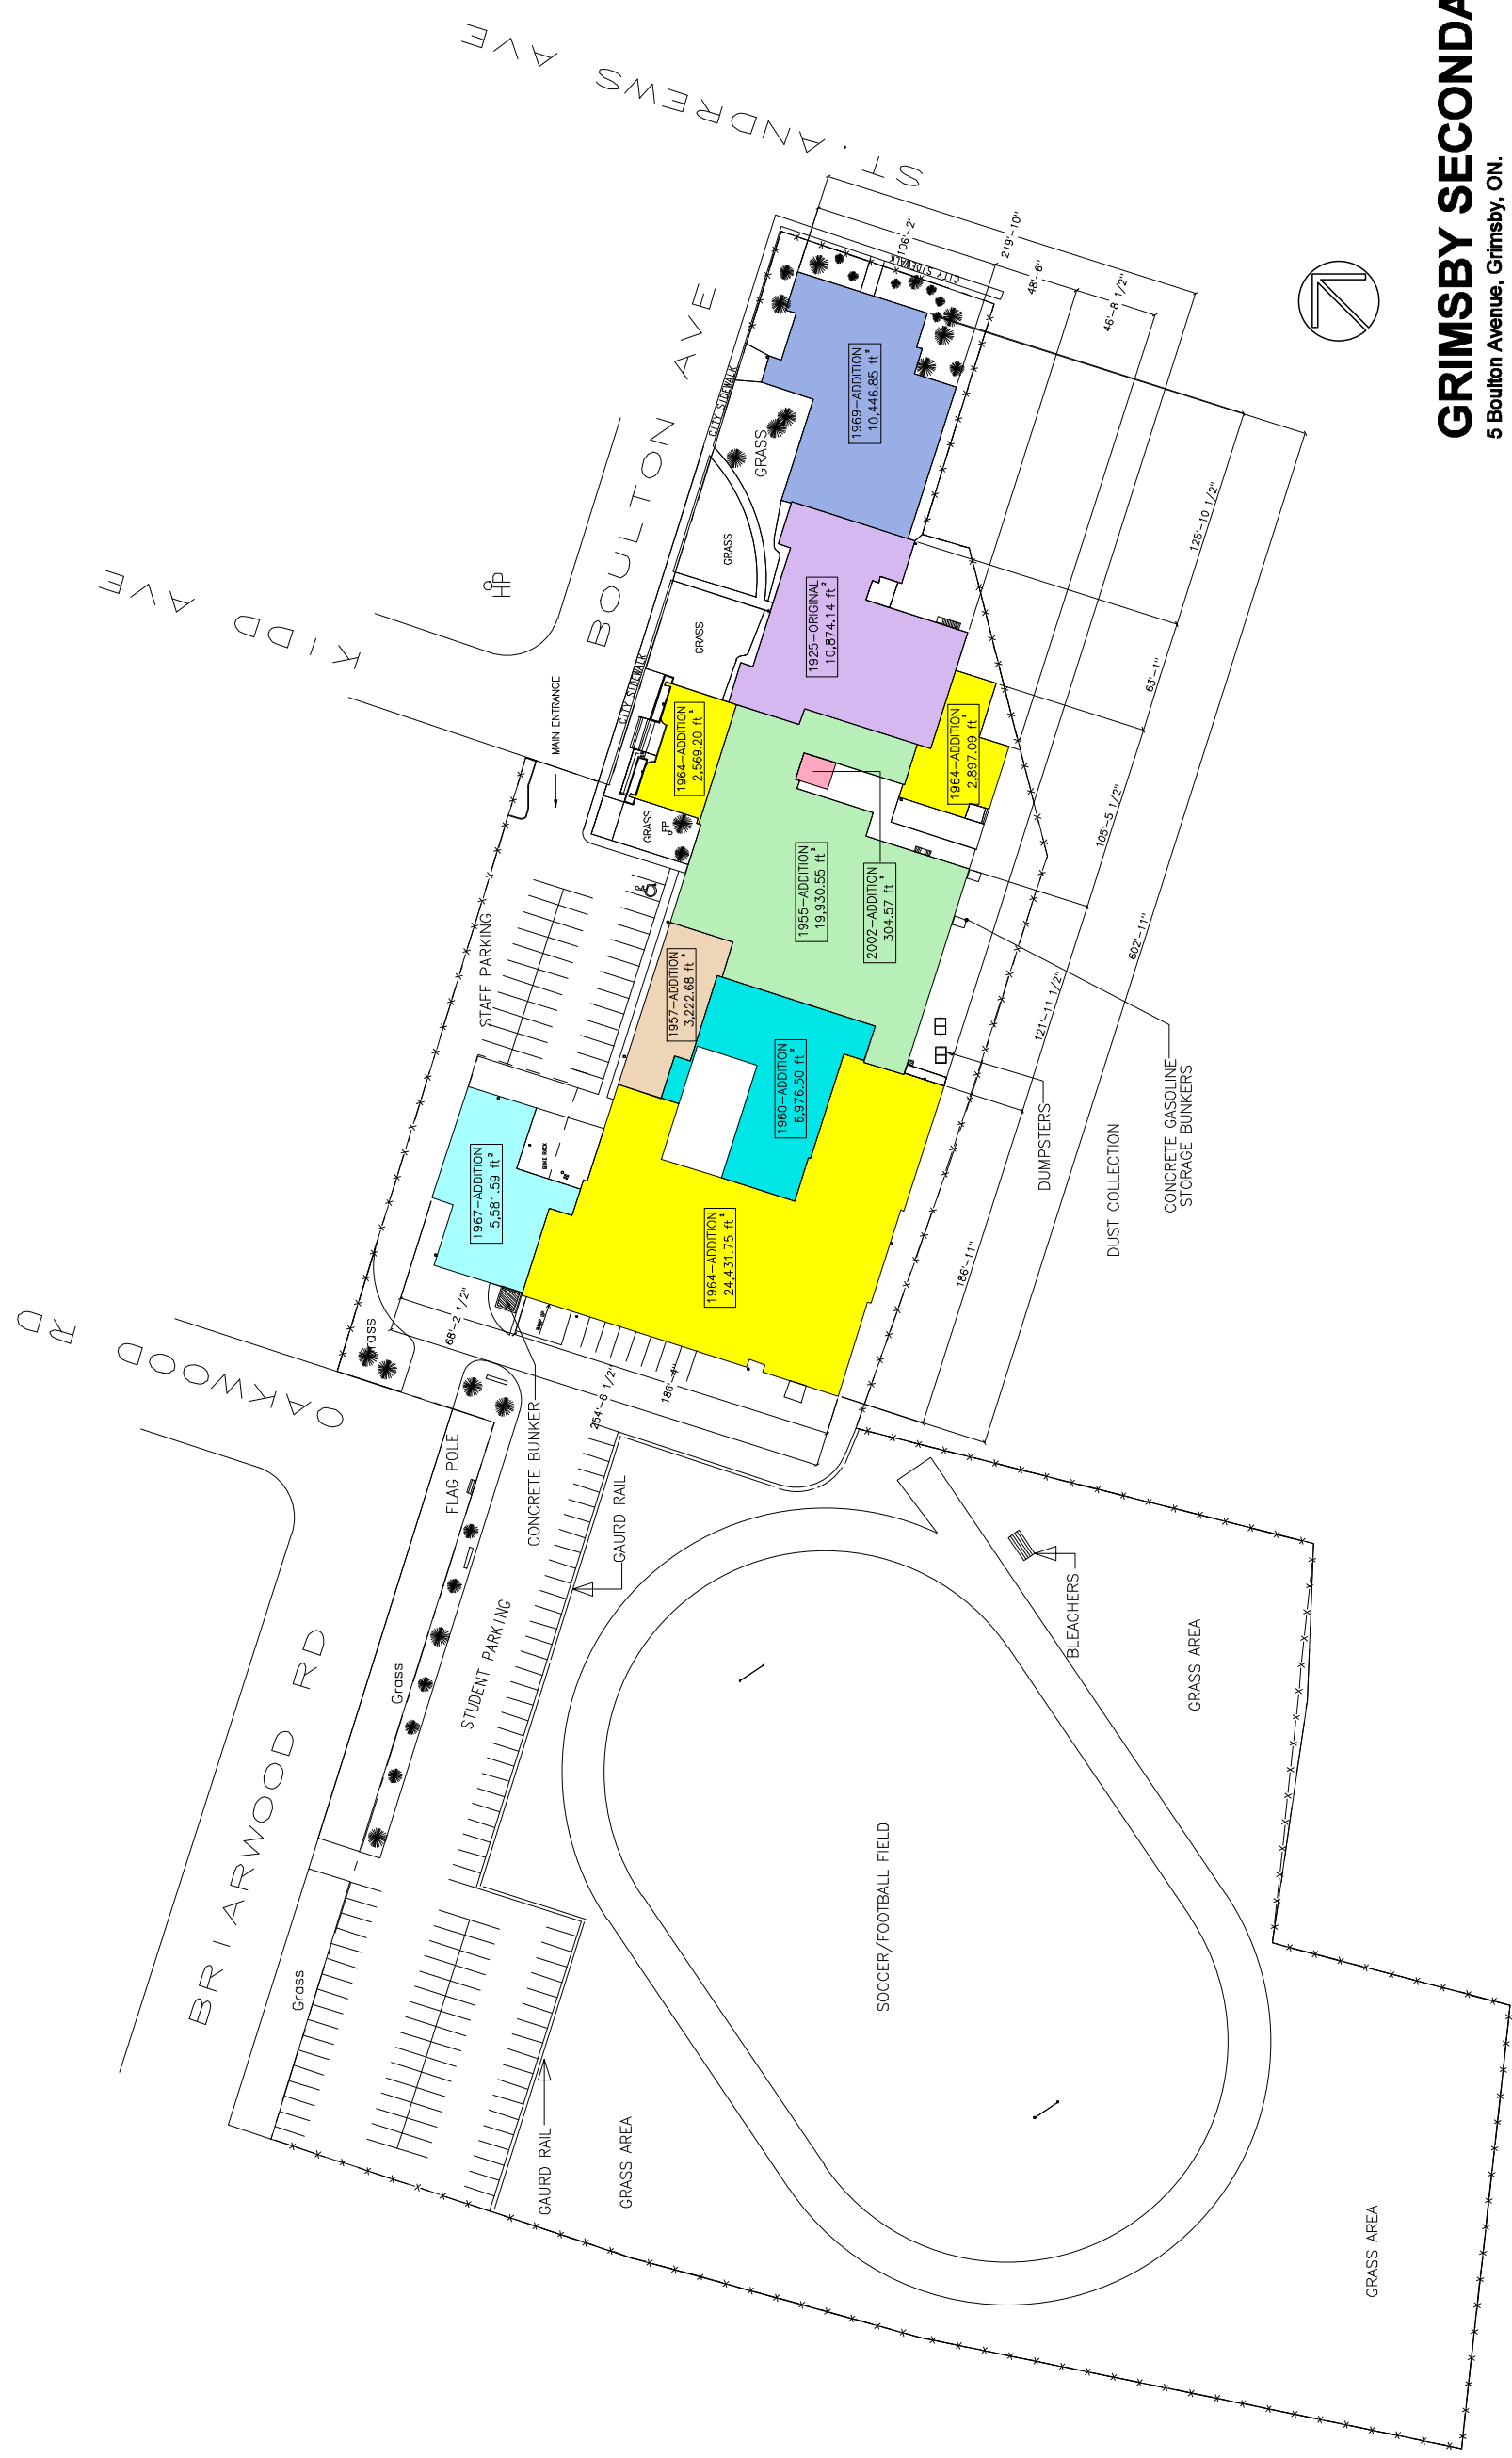 GRIMSBY SECONDA
5 Boulton Avenue, Grimsby, ON.
ST. ANDREWS AVE
KIDD AVE
BOULTON AVE
OAKWOOD RD
BRIARWOOD RD
HP
MAIN ENTRANCE
CITY SIDEWALK
CITY SIDEWALK
CITY SIDEWALK
GRASS
GRASS
GRASS
GRASS
FP
1969-ADDITION
10,446.85 ft²
1925-ORIGINAL
10,874.14 ft²
1964-ADDITION
2,569.20 ft²
1964-ADDITION
2,897.09 ft²
1955-ADDITION
19,930.55 ft²
2002-ADDITION
304.57 ft²
1957-ADDITION
3,222.68 ft²
1960-ADDITION
6,976.50 ft²
1967-ADDITION
5,581.59 ft²
1964-ADDITION
24,431.75 ft²
106'-2"
219'-10"
48'-6"
46'-8 1/2"
125'-10 1/2"
63'-1"
105'-5 1/2"
602'-11"
121'-11 1/2"
186'-11"
68'-2 1/2"
254'-6 1/2"
186'-4"
STAFF PARKING
BIKE RACK
DUMPSTERS
DUST COLLECTION
CONCRETE GASOLINE
STORAGE BUNKERS
Grass
FLAG POLE
CONCRETE BUNKER
GAURD RAIL
STUDENT PARKING
Grass
Grass
BLEACHERS
GRASS AREA
SOCCER/FOOTBALL FIELD
GAURD RAIL
GRASS AREA
GRASS AREA